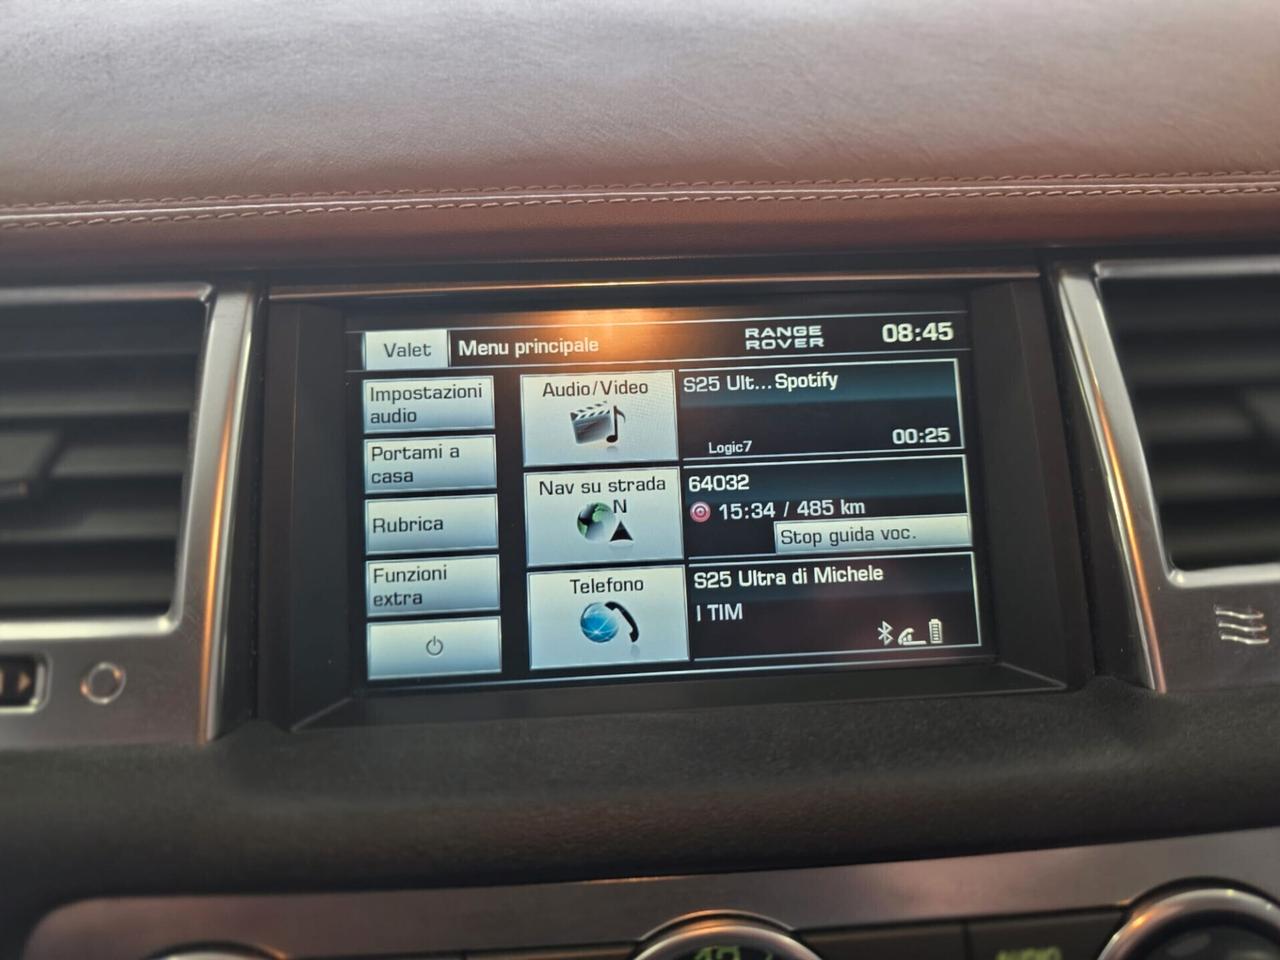 Valet
Menu principale
RANGE
ROVER
08:45
Impostazioni
audio
Portami a
casa
Rubrica
Funzioni
extra
Audio/Video
Nav su strada
N
Telefono
S25 Ult... Spotify
Logic7
00:25
64032
15:34 / 485 km
Stop guida voc.
S25 Ultra di Michele
I TIM
AUDIO